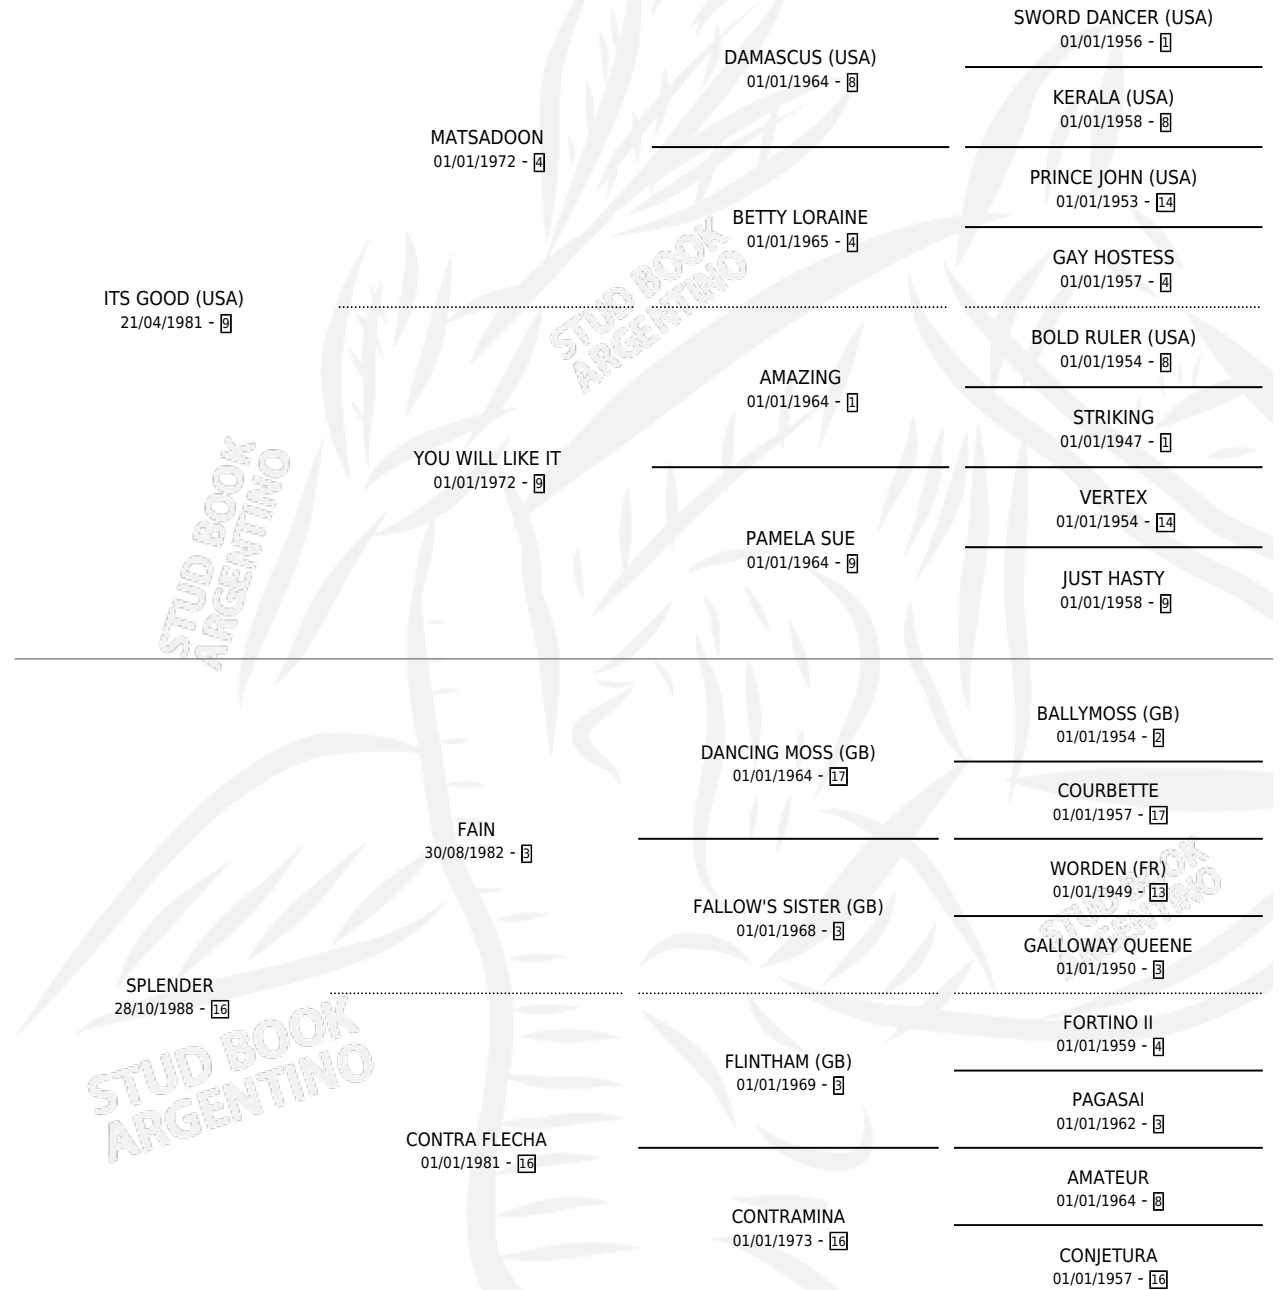 SWORD DANCER (USA)
01/01/1956 - 1
DAMASCUS (USA)
01/01/1964 - 8
KERALA (USA)
01/01/1958 - 8
MATSADOON
01/01/1972 - 4
PRINCE JOHN (USA)
01/01/1953 - 14
BETTY LORAINE
01/01/1965 - 4
GAY HOSTESS
01/01/1957 - 4
ITS GOOD (USA)
21/04/1981 - 9
BOLD RULER (USA)
01/01/1954 - 8
AMAZING
01/01/1964 - 1
STRIKING
01/01/1947 - 1
YOU WILL LIKE IT
01/01/1972 - 9
VERTEX
01/01/1954 - 14
PAMELA SUE
01/01/1964 - 9
JUST HASTY
01/01/1958 - 9
STUD BOOK
ARGENTINO
STUD BOOK
ARGENTINO
BALLYMOSS (GB)
01/01/1954 - 2
DANCING MOSS (GB)
01/01/1964 - 17
COURBETTE
01/01/1957 - 17
FAIN
30/08/1982 - 3
WORDEN (FR)
01/01/1949 - 13
FALLOW'S SISTER (GB)
01/01/1968 - 3
GALLOWAY QUEENE
01/01/1950 - 3
SPLENDER
28/10/1988 - 16
FORTINO II
01/01/1959 - 4
FLINTHAM (GB)
01/01/1969 - 3
PAGASAI
01/01/1962 - 3
CONTRA FLECHA
01/01/1981 - 16
AMATEUR
01/01/1964 - 8
CONTRAMINA
01/01/1973 - 16
CONJETURA
01/01/1957 - 16
STUD BOOK
ARGENTINO
STUD BOOK
ARGENTINO